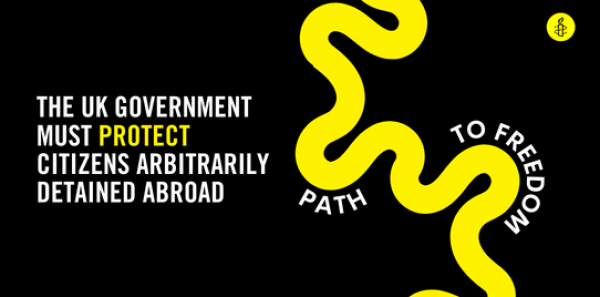 THE UK GOVERNMENT
MUST PROTECT
CITIZENS ARBITRARILY
DETAINED ABROAD
PATH
TO FREEDOM